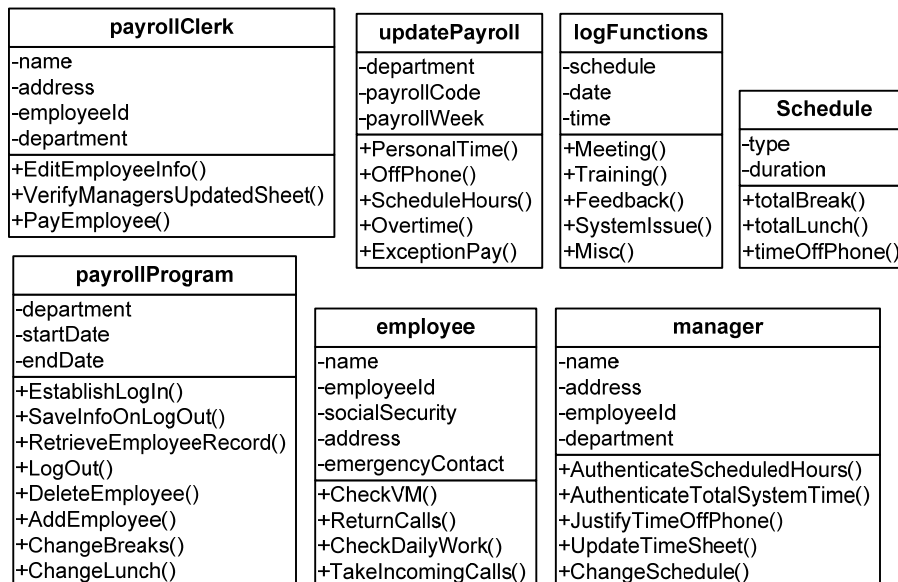 payrollClerk
-name
-address
-employeeId
-department
+EditEmployeeInfo()
+VerifyManagersUpdatedSheet()
+PayEmployee()
updatePayroll
-department
-payrollCode
-payrollWeek
+PersonalTime()
+OffPhone()
+ScheduleHours()
+Overtime()
+ExceptionPay()
logFunctions
-schedule
-date
-time
+Meeting()
+Training()
+Feedback()
+SystemIssue()
+Misc()
Schedule
-type
-duration
+totalBreak()
+totalLunch()
+timeOffPhone()
payrollProgram
-department
-startDate
-endDate
+EstablishLogIn()
+SaveInfoOnLogOut()
+RetrieveEmployeeRecord()
+LogOut()
+DeleteEmployee()
+AddEmployee()
+ChangeBreaks()
+ChangeLunch()
employee
-name
-employeeId
-socialSecurity
-address
-emergencyContact
+CheckVM()
+ReturnCalls()
+CheckDailyWork()
+TakeIncomingCalls()
manager
-name
-address
-employeeId
-department
+AuthenticateScheduledHours()
+AuthenticateTotalSystemTime()
+JustifyTimeOffPhone()
+UpdateTimeSheet()
+ChangeSchedule()